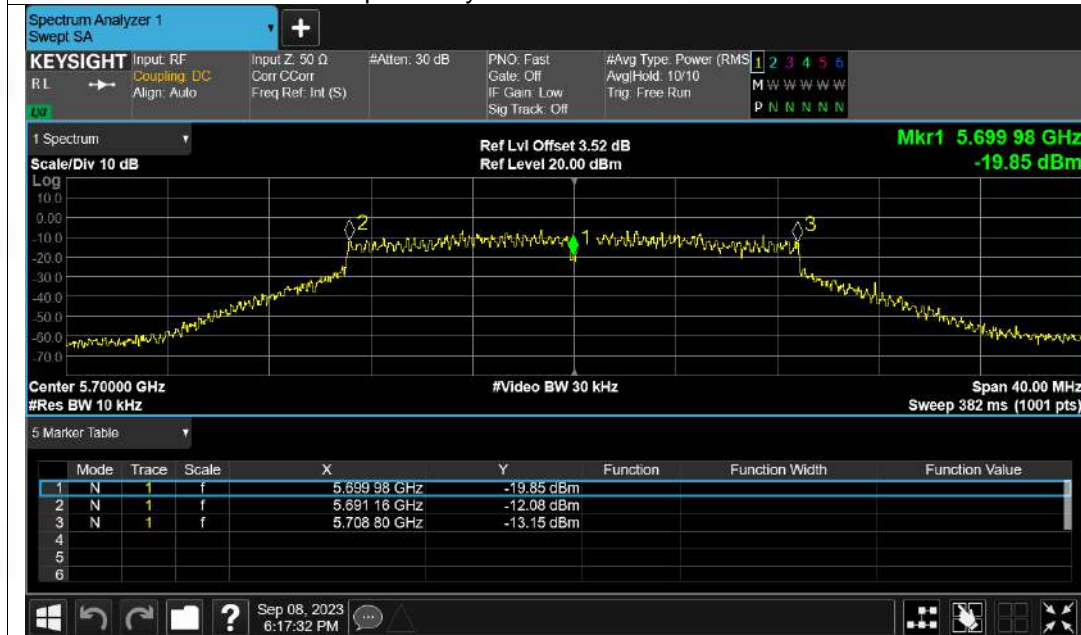 Spectrum Analyzer 1
Swept SA
+
KEYSIGHT Input: RF Input Z: 50 Ω #Atten: 30 dB PNO: Fast #Avg Type: Power (RMS 1 2 3 4 5 6
RL Coupling: DC Corr CCorr Gate: Off Avg|Hold: 10/10 M W W W W W
Align: Auto Freq Ref: Int (S) IF Gain: Low Trig: Free Run
Sig Track: Off P N N N N N
LXI
1 Spectrum Ref Lvl Offset 3.52 dB Mkr1 5.699 98 GHz
Scale/Div 10 dB Ref Level 20.00 dBm -19.85 dBm
Log
10.0
0.00
-10.0
-20.0
-30.0
-40.0
-50.0
-60.0
-70.0
2
1
3
Center 5.70000 GHz #Video BW 30 kHz Span 40.00 MHz
#Res BW 10 kHz Sweep 382 ms (1001 pts)
5 Marker Table
Mode Trace Scale X Y Function Function Width Function Value
1 N 1 f 5.699 98 GHz -19.85 dBm
2 N 1 f 5.691 16 GHz -12.08 dBm
3 N 1 f 5.708 80 GHz -13.15 dBm
4
5
6
? Sep 08, 2023
6:17:32 PM